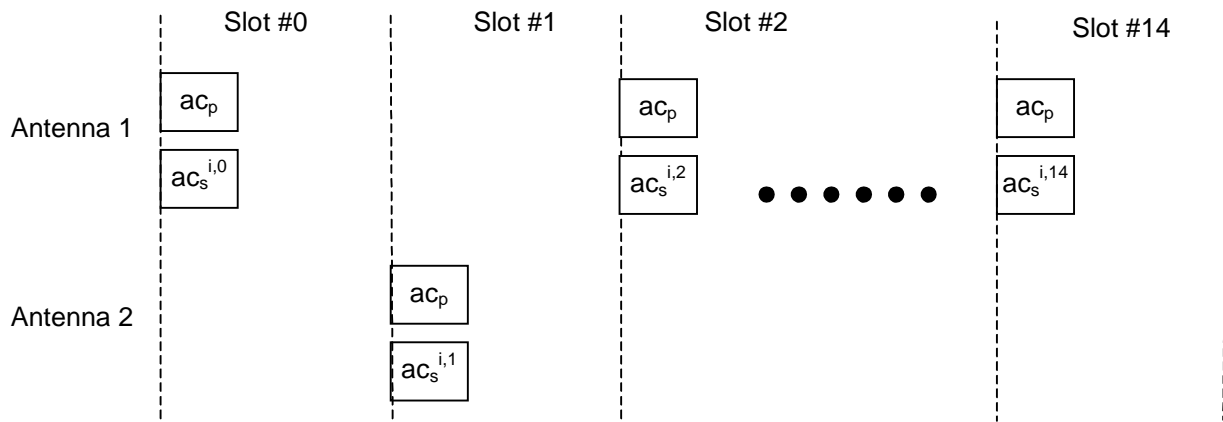 Slot #0 Slot #1 Slot #2 Slot #14
Antenna 1
ac_p ac_p ac_p
ac_s^{i,0} ac_s^{i,2} ac_s^{i,14}
Antenna 2
ac_p
ac_s^{i,1}